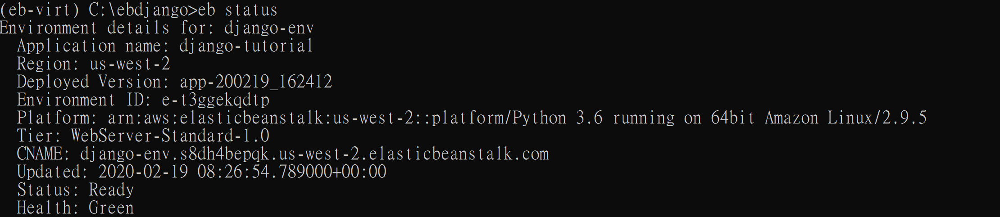 (eb-virt) C:\ebdjango>eb status
Environment details for: django-env
  Application name: django-tutorial
  Region: us-west-2
  Deployed Version: app-200219_162412
  Environment ID: e-t3ggekqdtp
  Platform: arn:aws:elasticbeanstalk:us-west-2::platform/Python 3.6 running on 64bit Amazon Linux/2.9.5
  Tier: WebServer-Standard-1.0
  CNAME: django-env.s8dh4bepqk.us-west-2.elasticbeanstalk.com
  Updated: 2020-02-19 08:26:54.789000+00:00
  Status: Ready
  Health: Green